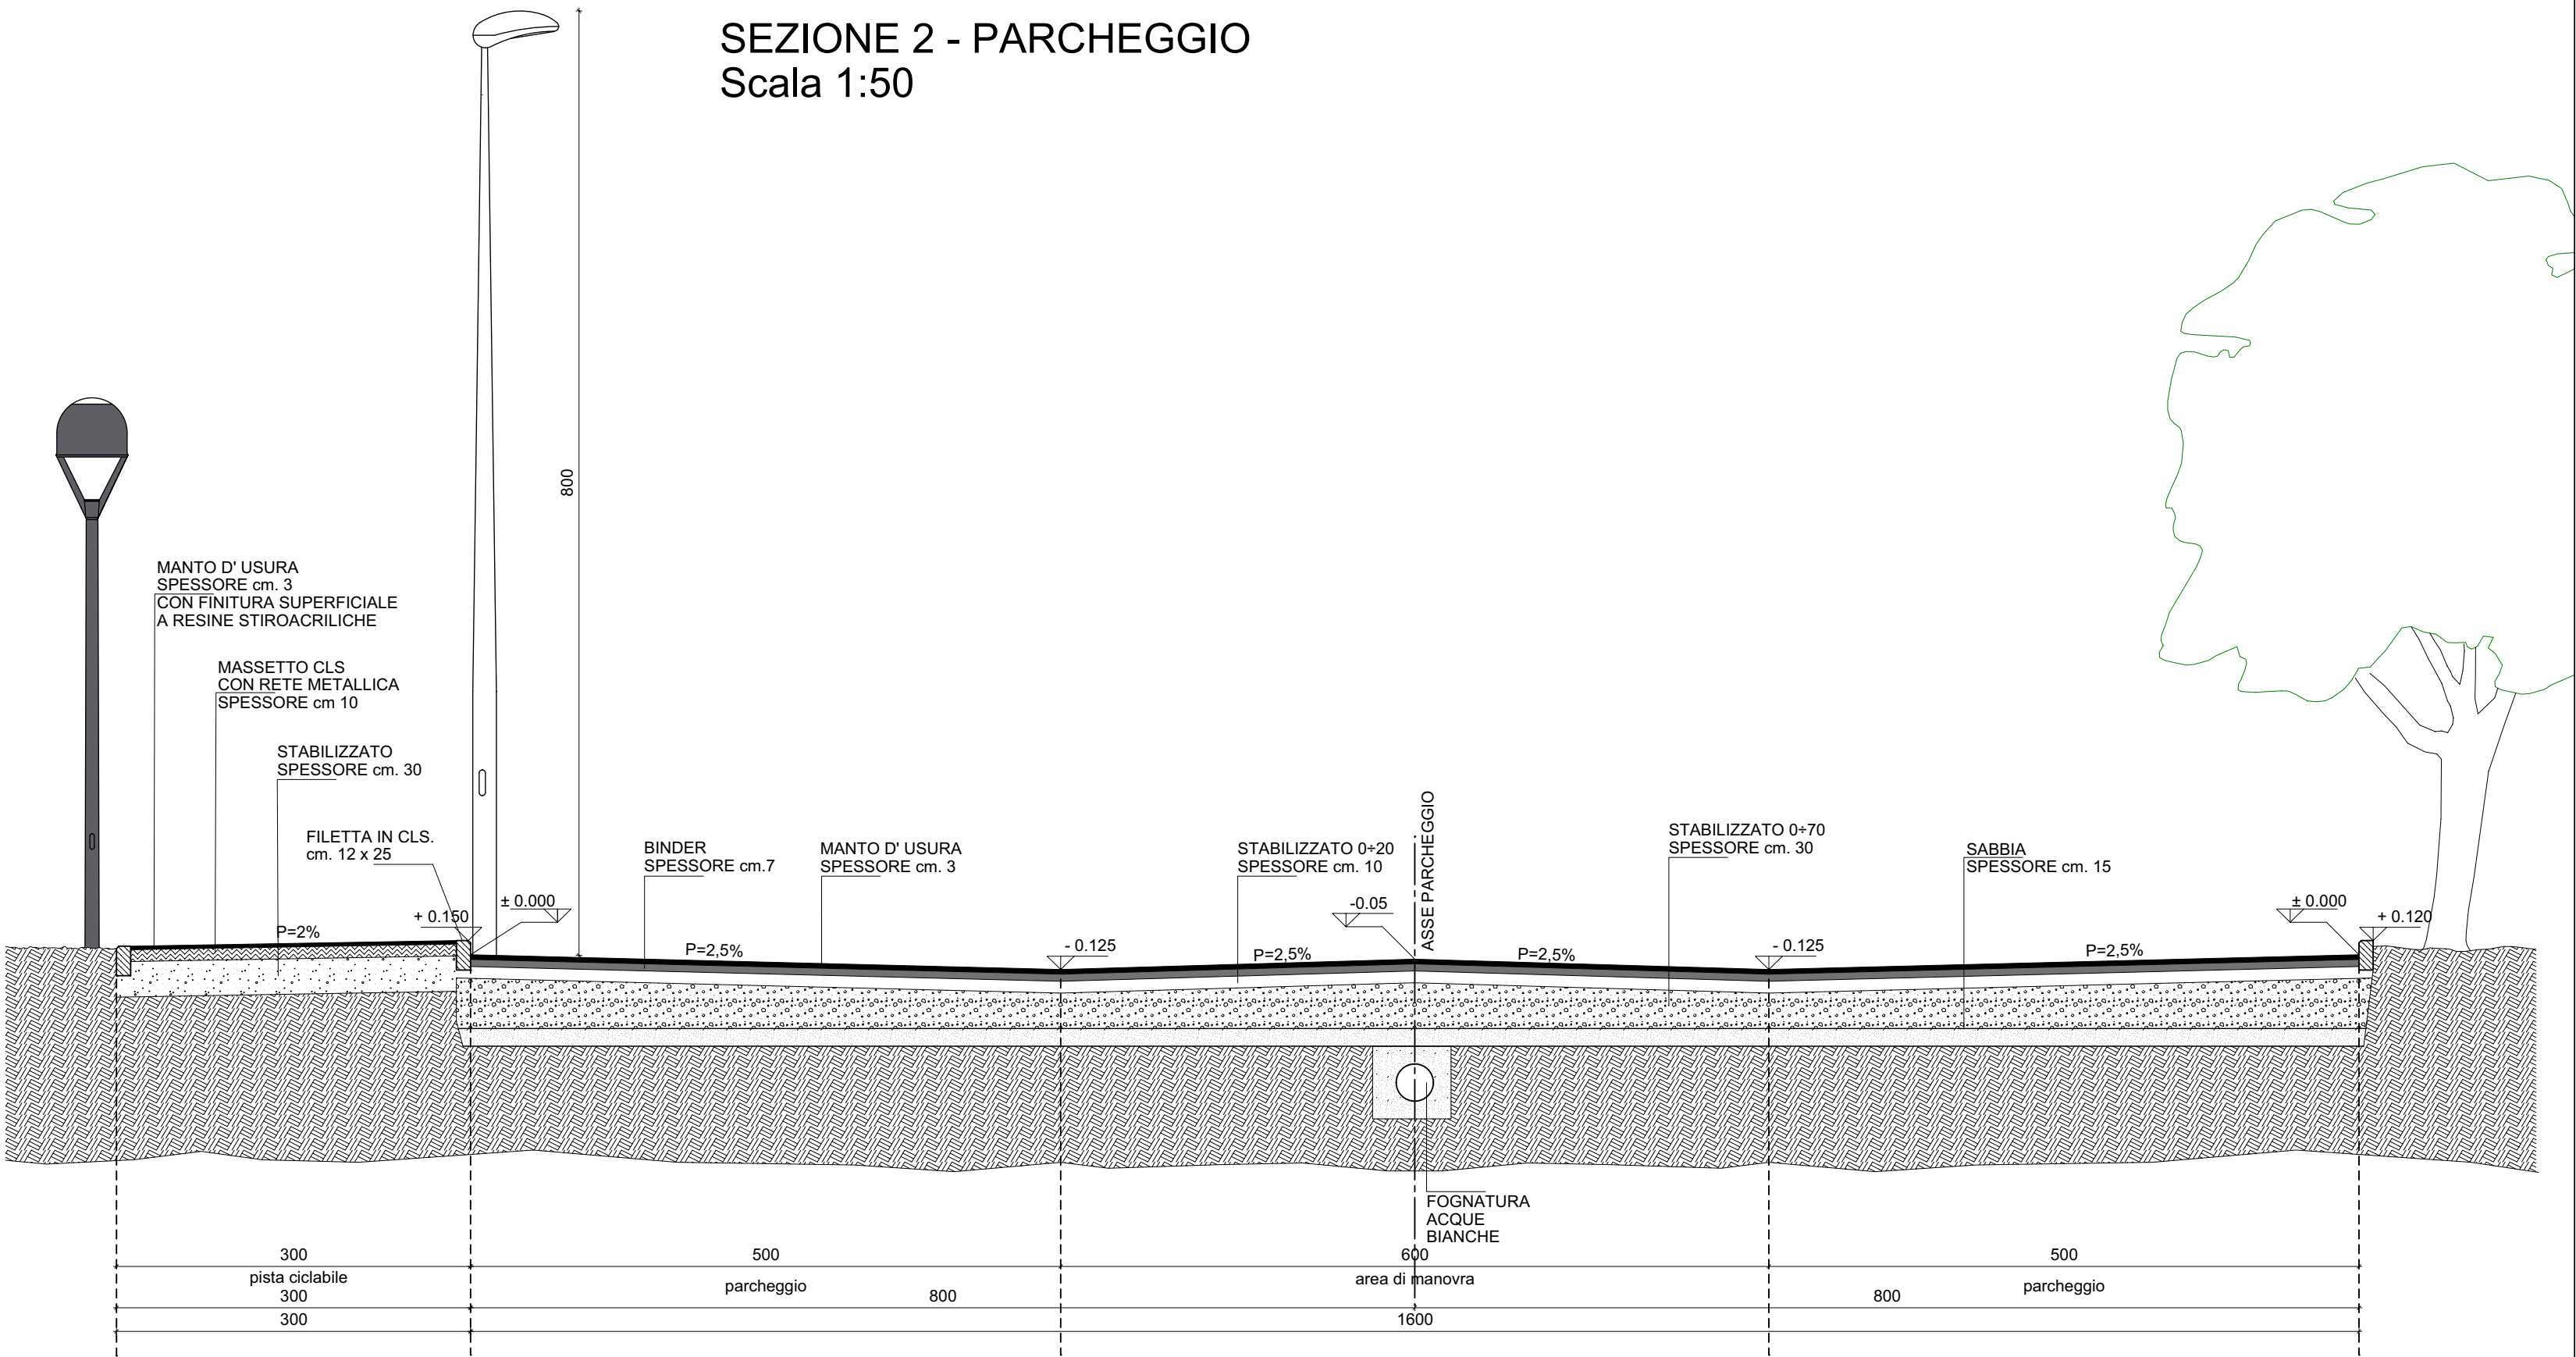 SEZIONE 2 - PARCHEGGIO
Scala 1:50
800
MANTO D' USURA
SPESSORE cm. 3
CON FINITURA SUPERFICIALE
A RESINE STIROACRILICHE
MASSETTO CLS
CON RETE METALLICA
SPESSORE cm 10
STABILIZZATO
SPESSORE cm. 30
FILETTA IN CLS.
cm. 12 x 25
BINDER
SPESSORE cm.7
MANTO D' USURA
SPESSORE cm. 3
STABILIZZATO 0÷20
SPESSORE cm. 10
ASSE PARCHEGGIO
STABILIZZATO 0÷70
SPESSORE cm. 30
SABBIA
SPESSORE cm. 15
+ 0.150
± 0.000
-0.05
± 0.000
+ 0.120
P=2%
P=2,5%
- 0.125
P=2,5%
P=2,5%
- 0.125
P=2,5%
FOGNATURA
ACQUE
BIANCHE
300
500
600
500
pista ciclabile
parcheggio
area di manovra
parcheggio
300
800
800
300
1600